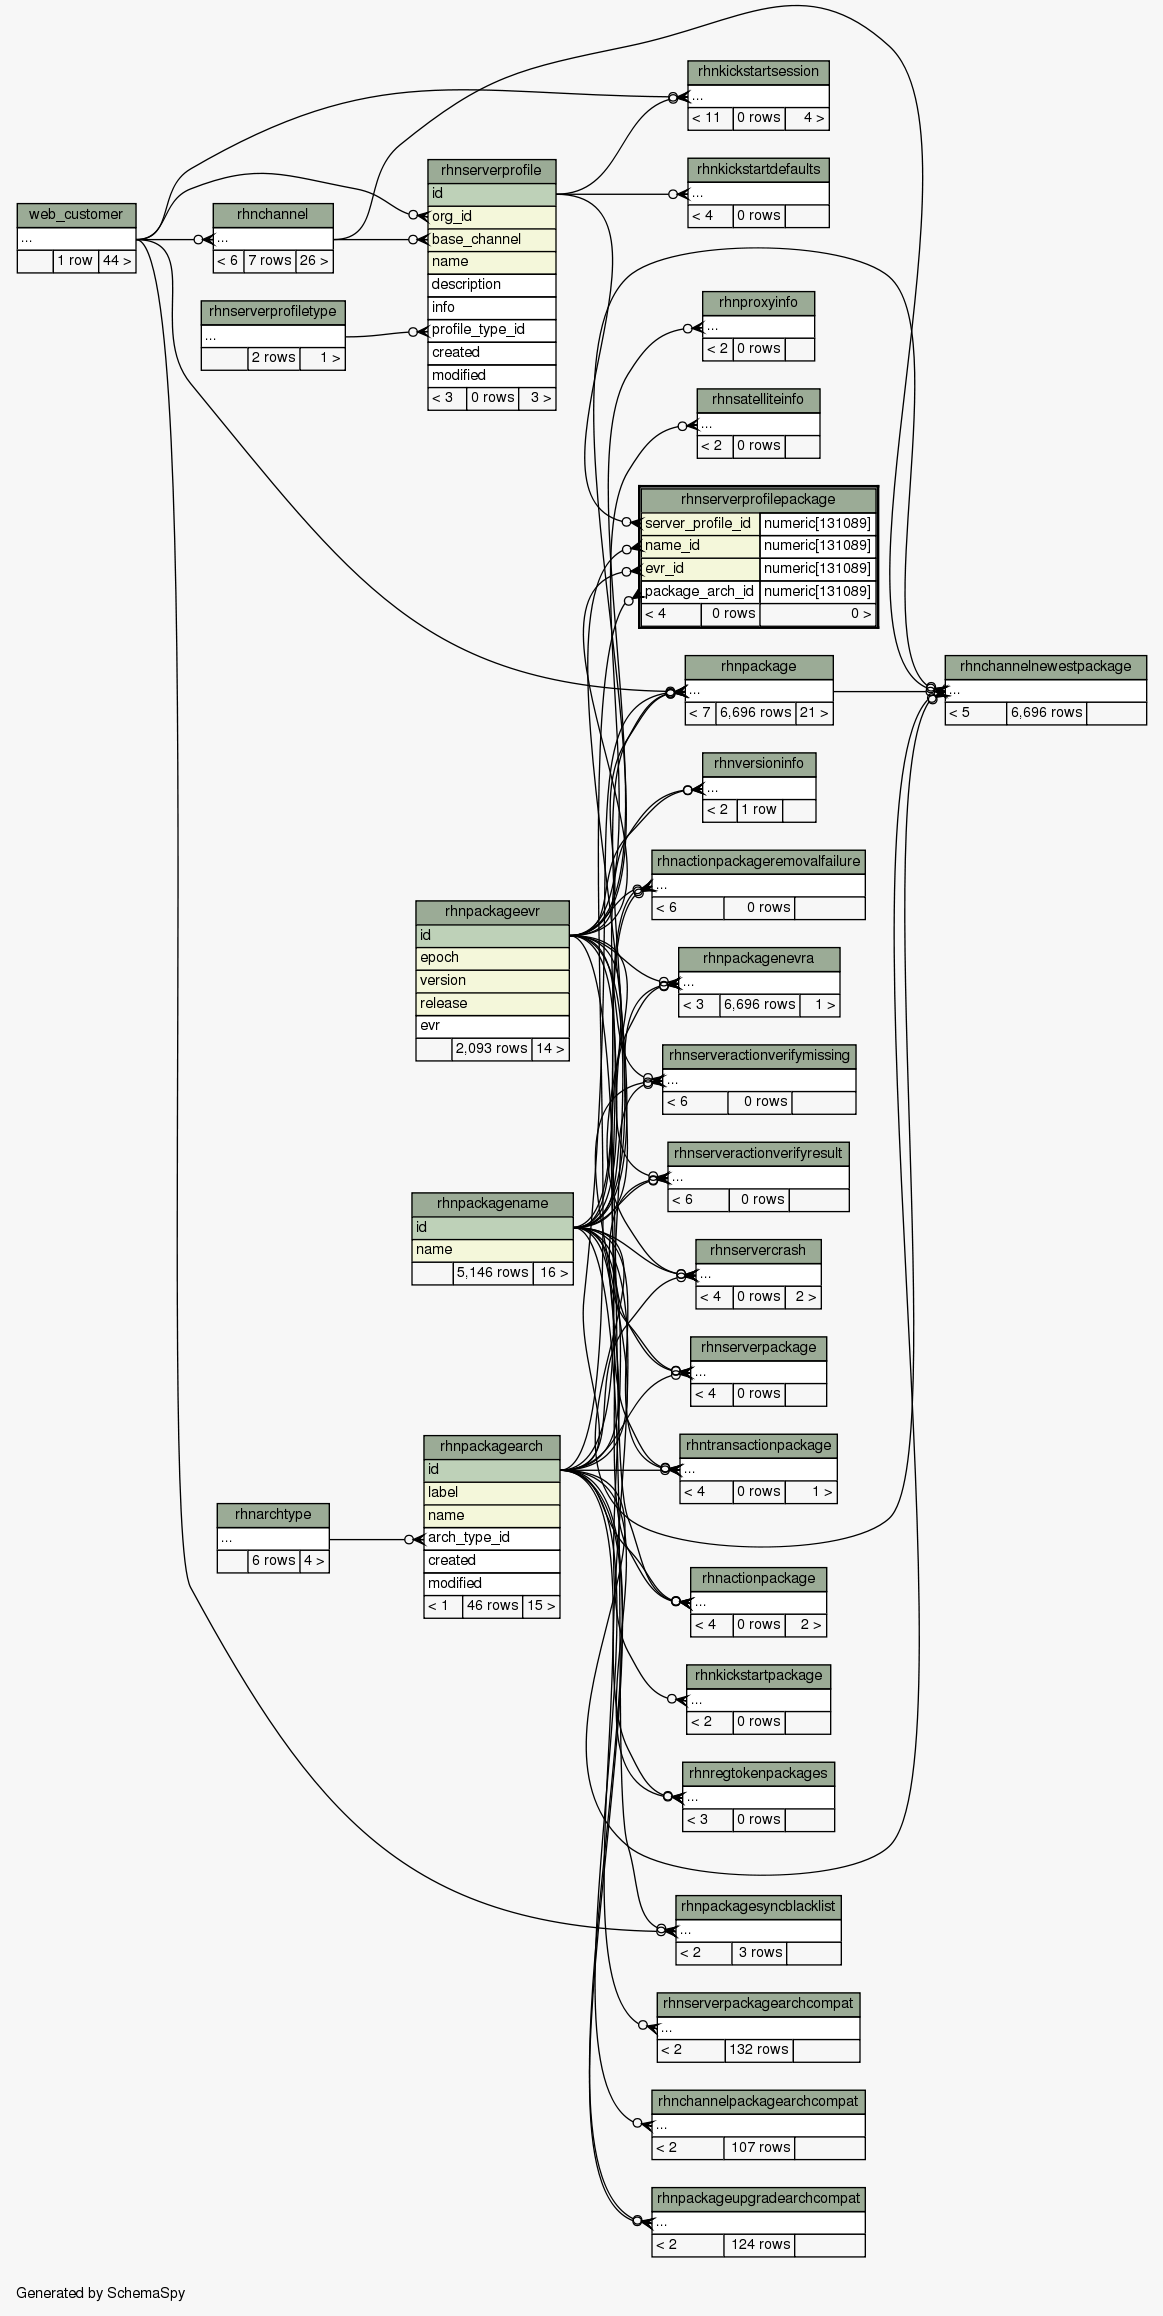 rhnkickstartsession
...
< 11 0 rows 4 >
rhnserverprofile
id
org_id
base_channel
name
description
info
profile_type_id
created
modified
< 3 0 rows 3 >
rhnkickstartdefaults
...
< 4 0 rows
web_customer
...
1 row 44 >
rhnchannel
...
< 6 7 rows 26 >
rhnserverprofiletype
...
2 rows 1 >
rhnproxyinfo
...
< 2 0 rows
rhnsatelliteinfo
...
< 2 0 rows
rhnserverprofilepackage
server_profile_id numeric[131089]
name_id numeric[131089]
evr_id numeric[131089]
package_arch_id numeric[131089]
< 4 0 rows 0 >
rhnpackage
...
< 7 6,696 rows 21 >
rhnchannelnewestpackage
...
< 5 6,696 rows
rhnversioninfo
...
< 2 1 row
rhnactionpackageremovalfailure
...
< 6 0 rows
rhnpackageevr
id
epoch
version
release
evr
2,093 rows 14 >
rhnpackagenevra
...
< 3 6,696 rows 1 >
rhnserveractionverifymissing
...
< 6 0 rows
rhnserveractionverifyresult
...
< 6 0 rows
rhnpackagename
id
name
5,146 rows 16 >
rhnservercrash
...
< 4 0 rows 2 >
rhnserverpackage
...
< 4 0 rows
rhntransactionpackage
...
< 4 0 rows 1 >
rhnpackagearch
id
label
name
arch_type_id
created
modified
< 1 46 rows 15 >
rhnarchtype
...
6 rows 4 >
rhnactionpackage
...
< 4 0 rows 2 >
rhnkickstartpackage
...
< 2 0 rows
rhnregtokenpackages
...
< 3 0 rows
rhnpackagesyncblacklist
...
< 2 3 rows
rhnserverpackagearchcompat
...
< 2 132 rows
rhnchannelpackagearchcompat
...
< 2 107 rows
rhnpackageupgradearchcompat
...
< 2 124 rows
Generated by SchemaSpy